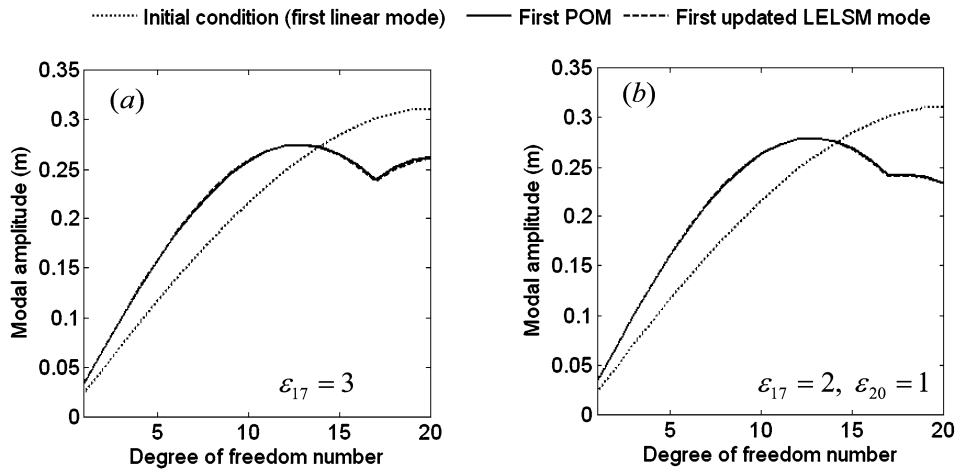 Initial condition (first linear mode) First POM First updated LELSM mode
(a)
Modal amplitude (m)
0.35
0.3
0.25
0.2
0.15
0.1
0.05
0
5 10 15 20
Degree of freedom number
ε17 = 3
(b)
Modal amplitude (m)
0.35
0.3
0.25
0.2
0.15
0.1
0.05
0
5 10 15 20
Degree of freedom number
ε17 = 2, ε20 = 1